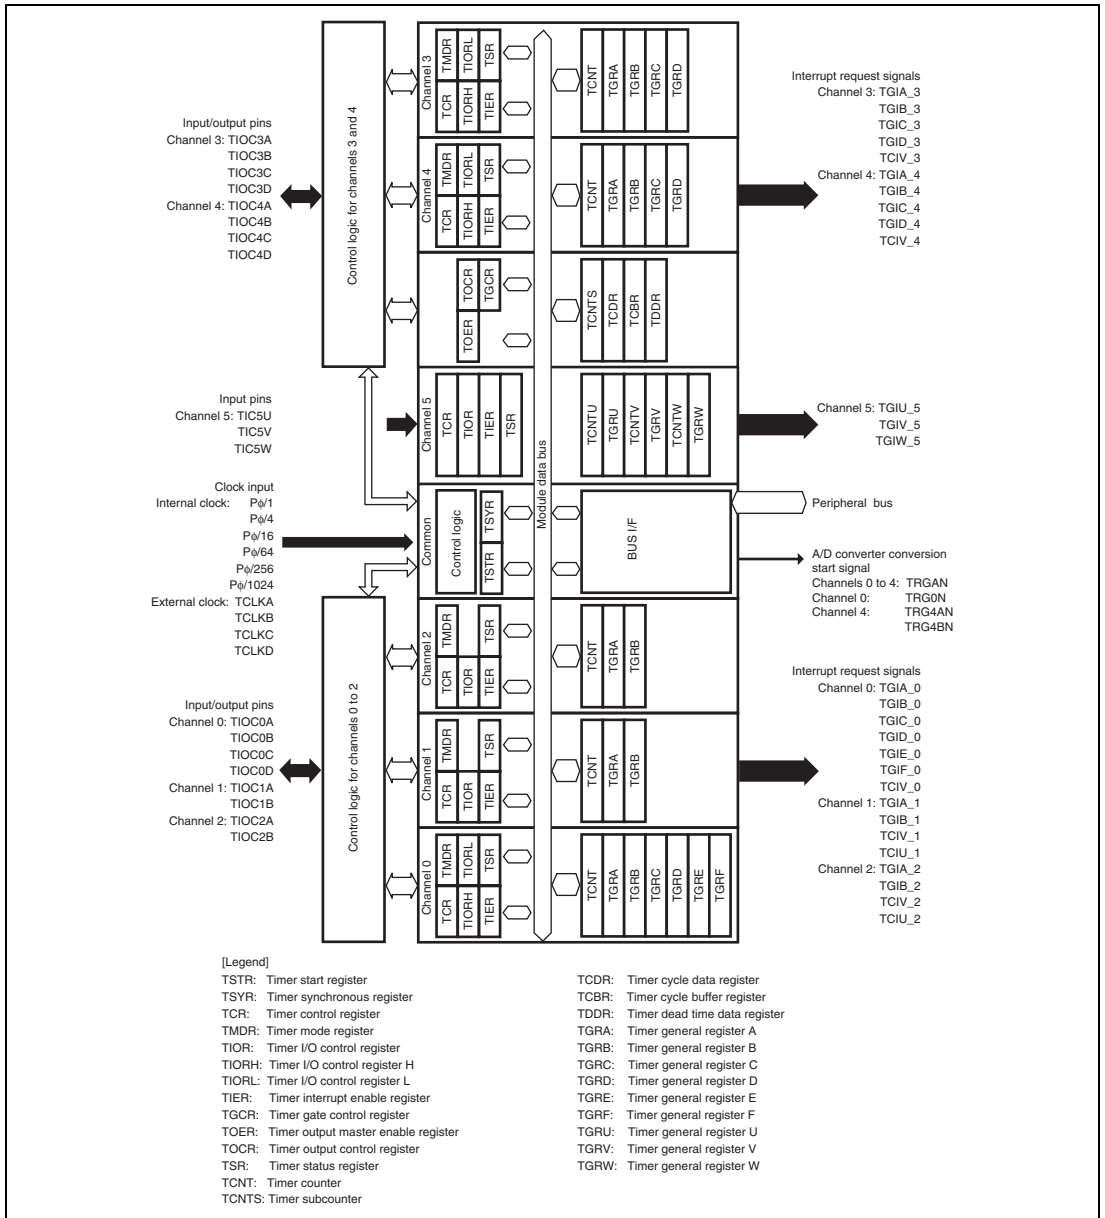 Input/output pins
Channel 3: TIOC3A
TIOC3B
TIOC3C
TIOC3D
Channel 4: TIOC4A
TIOC4B
TIOC4C
TIOC4D
Input pins
Channel 5: TIC5U
TIC5V
TIC5W
Clock input
Internal clock: Pφ/1
Pφ/4
Pφ/16
Pφ/64
Pφ/256
Pφ/1024
External clock: TCLKA
TCLKB
TCLKC
TCLKD
Input/output pins
Channel 0: TIOC0A
TIOC0B
TIOC0C
TIOC0D
Channel 1: TIOC1A
TIOC1B
Channel 2: TIOC2A
TIOC2B
Control logic for channels 3 and 4
Control logic for channels 0 to 2
Channel 3
TCR
TMDR
TIORH
TIORL
TIER
TSR
TCNT
TGRA
TGRB
TGRC
TGRD
Channel 4
TCR
TMDR
TIORH
TIORL
TIER
TSR
TCNT
TGRA
TGRB
TGRC
TGRD
TOER
TOCR
TGCR
TCNTS
TCDR
TCBR
TDDR
Channel 5
TCR
TIOR
TIER
TSR
TCNTU
TGRU
TCNTV
TGRV
TCNTW
TGRW
Module data bus
Common
Control logic
TSTR
TSYR
BUS I/F
Channel 2
TCR
TMDR
TIOR
TIER
TSR
TCNT
TGRA
TGRB
Channel 1
TCR
TMDR
TIOR
TIER
TSR
TCNT
TGRA
TGRB
Channel 0
TCR
TMDR
TIORH
TIORL
TIER
TSR
TCNT
TGRA
TGRB
TGRC
TGRD
TGRE
TGRF
Interrupt request signals
Channel 3: TGIA_3
TGIB_3
TGIC_3
TGID_3
TCIV_3
Channel 4: TGIA_4
TGIB_4
TGIC_4
TGID_4
TCIV_4
Channel 5: TGIU_5
TGIV_5
TGIW_5
Peripheral bus
A/D converter conversion
start signal
Channels 0 to 4: TRGAN
Channel 0: TRG0N
Channel 4: TRG4AN
TRG4BN
Interrupt request signals
Channel 0: TGIA_0
TGIB_0
TGIC_0
TGID_0
TGIE_0
TGIF_0
TCIV_0
Channel 1: TGIA_1
TGIB_1
TCIV_1
TCIU_1
Channel 2: TGIA_2
TGIB_2
TCIV_2
TCIU_2
[Legend]
TSTR: Timer start register
TSYR: Timer synchronous register
TCR: Timer control register
TMDR: Timer mode register
TIOR: Timer I/O control register
TIORH: Timer I/O control register H
TIORL: Timer I/O control register L
TIER: Timer interrupt enable register
TGCR: Timer gate control register
TOER: Timer output master enable register
TOCR: Timer output control register
TSR: Timer status register
TCNT: Timer counter
TCNTS: Timer subcounter
TCDR: Timer cycle data register
TCBR: Timer cycle buffer register
TDDR: Timer dead time data register
TGRA: Timer general register A
TGRB: Timer general register B
TGRC: Timer general register C
TGRD: Timer general register D
TGRE: Timer general register E
TGRF: Timer general register F
TGRU: Timer general register U
TGRV: Timer general register V
TGRW: Timer general register W